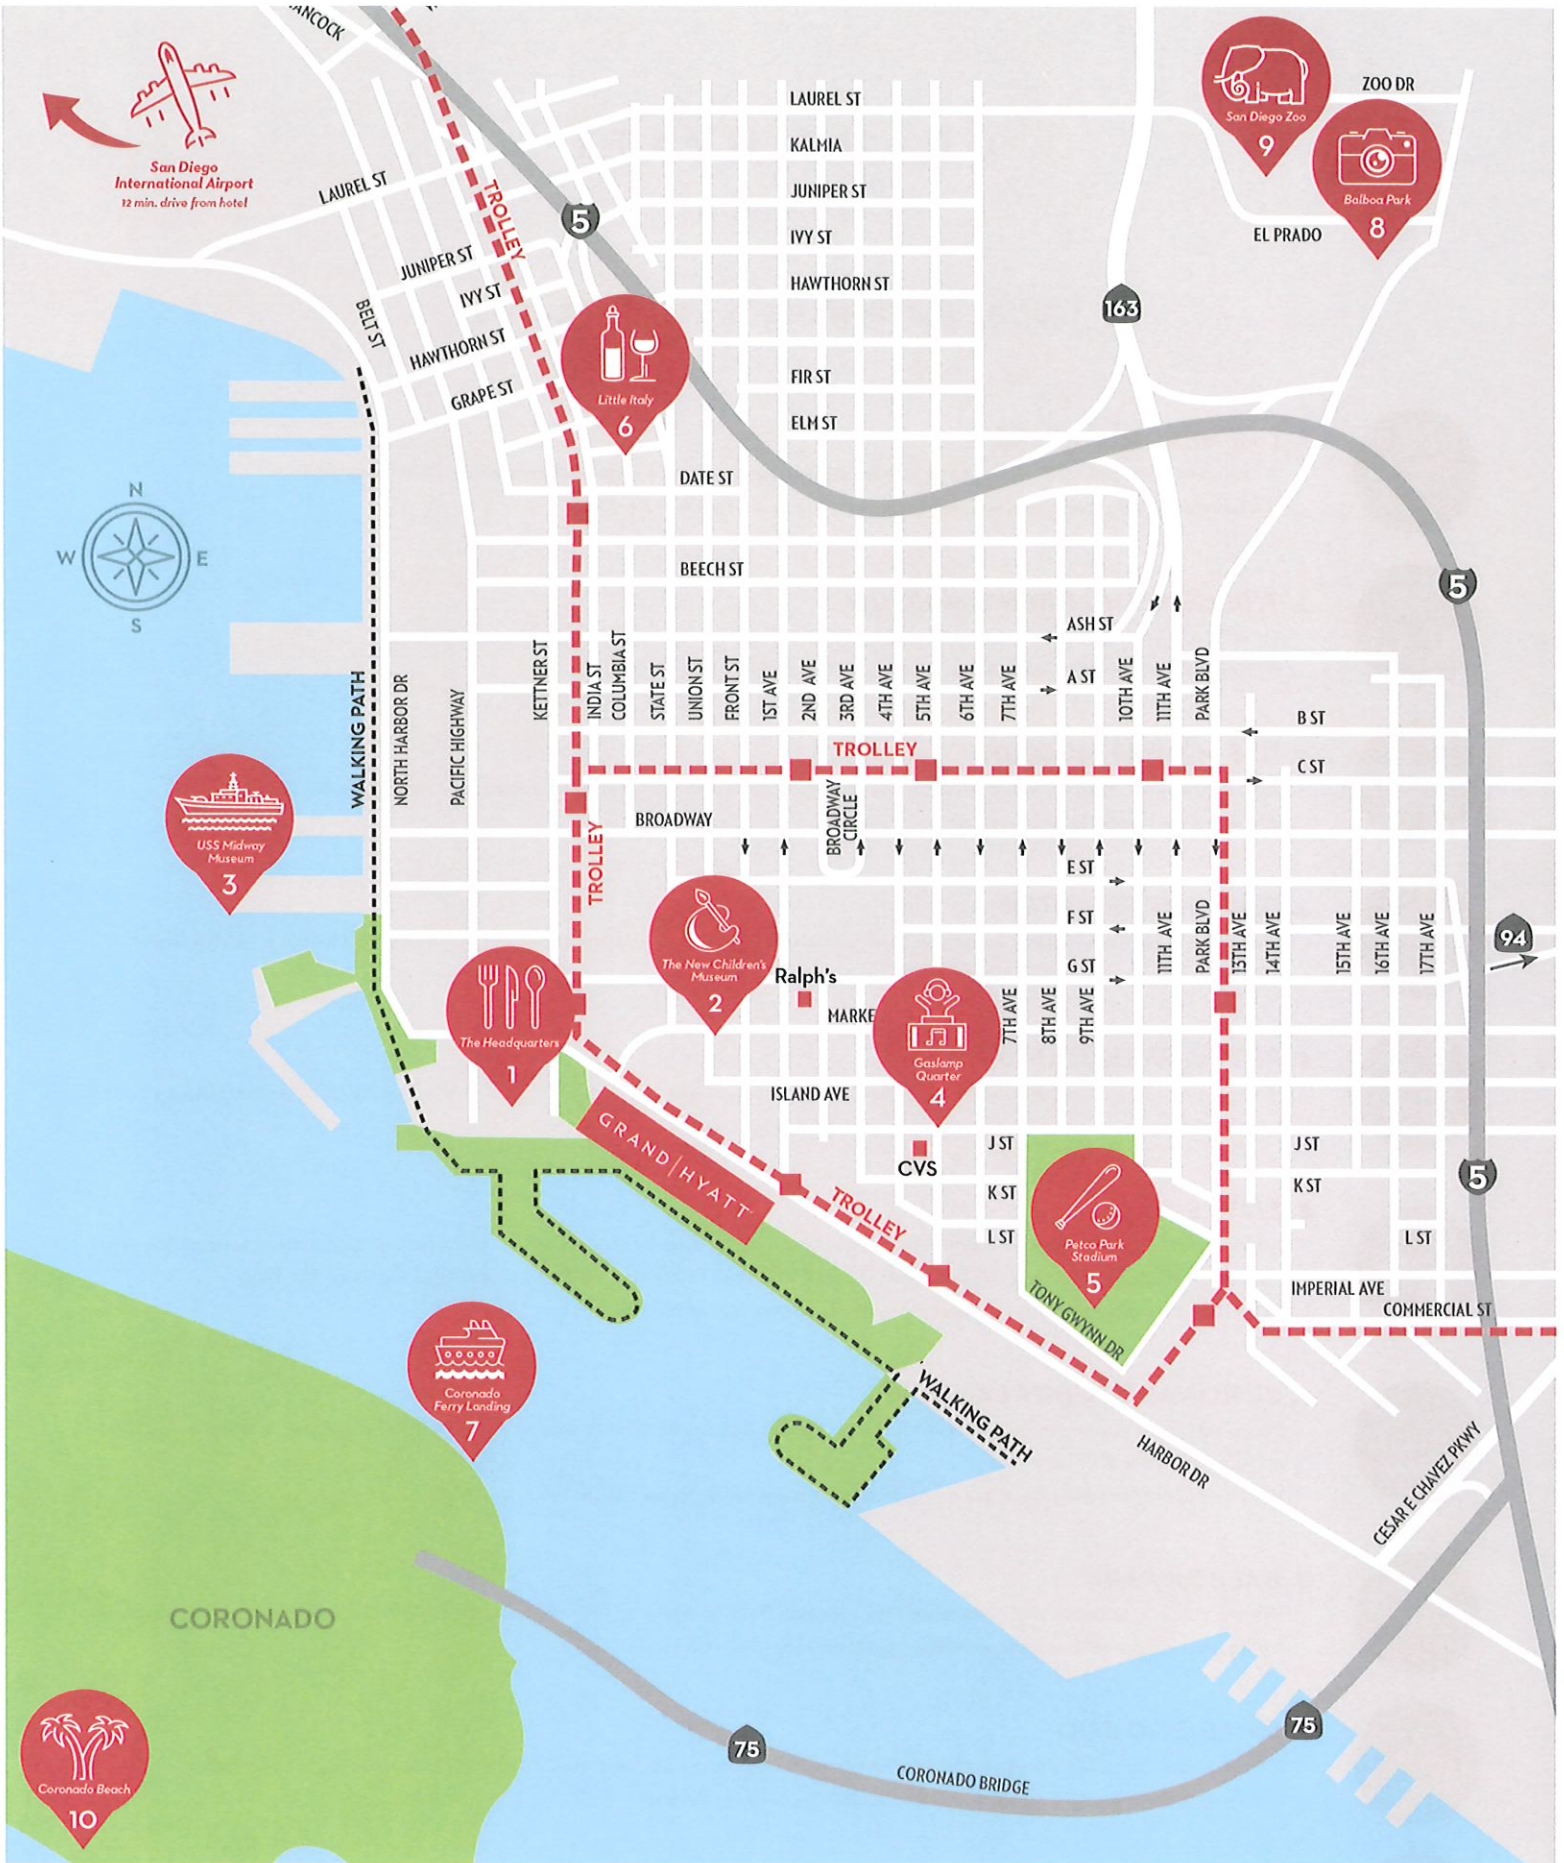 HANCOCK
San Diego
International Airport
12 min. drive from hotel
LAUREL ST
JUNIPER ST
IVY ST
HAWTHORN ST
GRAPE ST
BELT ST
TROLLEY
5
LAUREL ST
KALMIA
JUNIPER ST
IVY ST
HAWTHORN ST
FIR ST
ELM ST
DATE ST
BEECH ST
163
San Diego Zoo
9
ZOO DR
Balboa Park
8
EL PRADO
Little Italy
6
N
W
E
S
5
ASH ST
A ST
B ST
C ST
WALKING PATH
NORTH HARBOR DR
PACIFIC HIGHWAY
KETTNER ST
INDIA ST
COLUMBIA ST
STATE ST
UNION ST
FRONT ST
1ST AVE
2ND AVE
3RD AVE
4TH AVE
5TH AVE
6TH AVE
7TH AVE
10TH AVE
11TH AVE
PARK BLVD
TROLLEY
BROADWAY
BROADWAY
CIRCLE
TROLLEY
USS Midway
Museum
3
E ST
F ST
G ST
11TH AVE
PARK BLVD
13TH AVE
14TH AVE
15TH AVE
16TH AVE
17TH AVE
94
The New Children's
Museum
2
Ralph's
MARKE
Gaslamp
Quarter
4
7TH AVE
8TH AVE
9TH AVE
The Headquarters
1
ISLAND AVE
GRAND | HYATT
CVS
J ST
K ST
L ST
J ST
K ST
L ST
5
TROLLEY
Petco Park
Stadium
5
TONY GWYNN DR
IMPERIAL AVE
COMMERCIAL ST
Coronado
Ferry Landing
7
WALKING PATH
HARBOR DR
CESAR E CHAVEZ PKWY
CORONADO
75
75
CORONADO BRIDGE
Coronado Beach
10